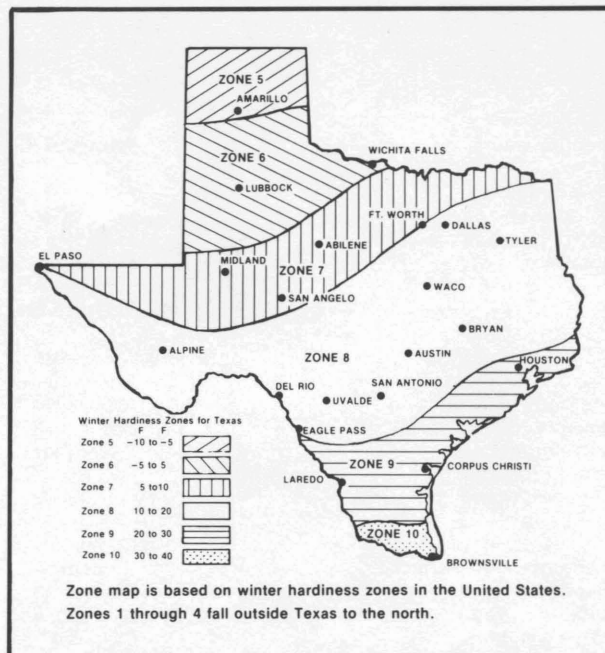 ZONE 5
AMARILLO
ZONE 6
WICHITA FALLS
LUBBOCK
FT. WORTH
DALLAS
TYLER
ABILENE
EL PASO
MIDLAND
ZONE 7
SAN ANGELO
WACO
BRYAN
ALPINE
ZONE 8
AUSTIN
HOUSTON
DEL RIO
SAN ANTONIO
UVALDE
EAGLE PASS
ZONE 9
CORPUS CHRISTI
LAREDO
ZONE 10
BROWNSVILLE
Winter Hardiness Zones for Texas
F F
Zone 5 -10 to -5
Zone 6 -5 to 5
Zone 7 5 to10
Zone 8 10 to 20
Zone 9 20 to 30
Zone 10 30 to 40
Zone map is based on winter hardiness zones in the United States.
Zones 1 through 4 fall outside Texas to the north.